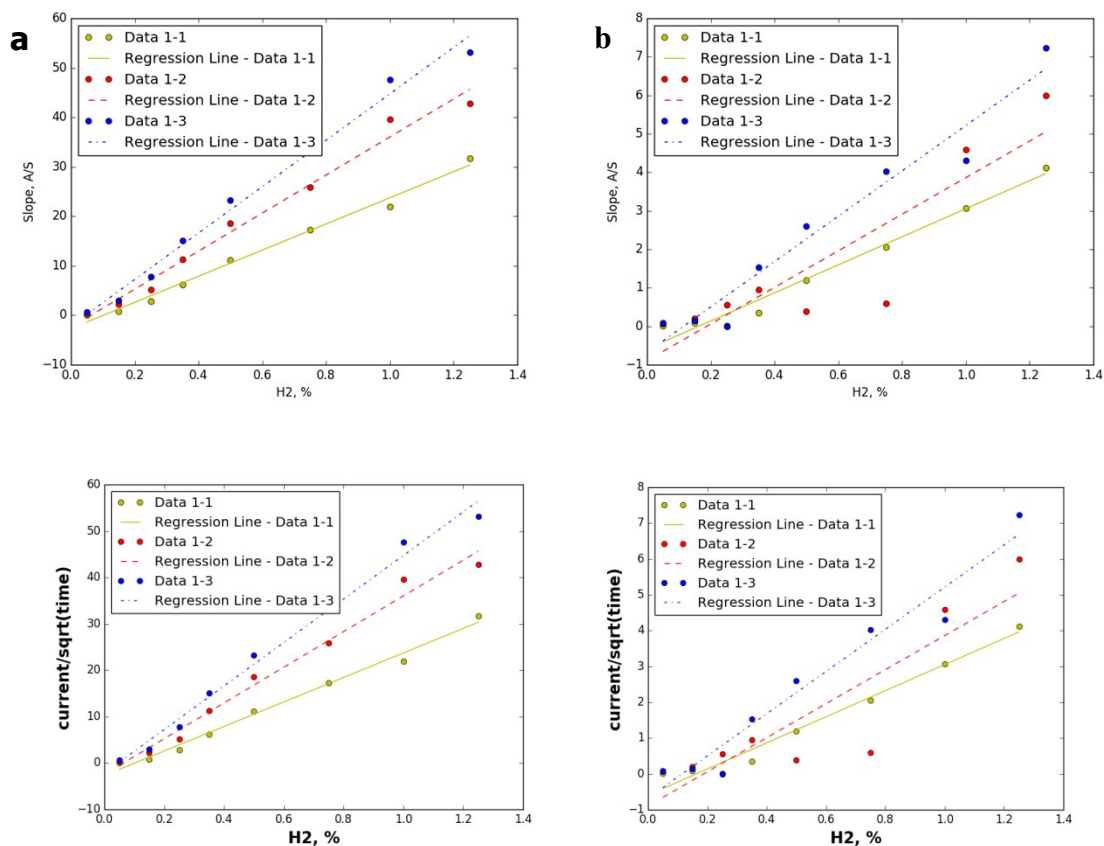 a
60
50
40
30
20
10
0
−10
Slope, A/S
Data 1-1
Regression Line - Data 1-1
Data 1-2
Regression Line - Data 1-2
Data 1-3
Regression Line - Data 1-3
0.0 0.2 0.4 0.6 0.8 1.0 1.2 1.4
H2, %
b
8
7
6
5
4
3
2
1
0
−1
Slope, A/S
Data 1-1
Regression Line - Data 1-1
Data 1-2
Regression Line - Data 1-2
Data 1-3
Regression Line - Data 1-3
0.0 0.2 0.4 0.6 0.8 1.0 1.2 1.4
H2, %
60
50
40
30
20
10
0
−10
current/sqrt(time)
Data 1-1
Regression Line - Data 1-1
Data 1-2
Regression Line - Data 1-2
Data 1-3
Regression Line - Data 1-3
0.0 0.2 0.4 0.6 0.8 1.0 1.2 1.4
H2, %
8
7
6
5
4
3
2
1
0
−1
current/sqrt(time)
Data 1-1
Regression Line - Data 1-1
Data 1-2
Regression Line - Data 1-2
Data 1-3
Regression Line - Data 1-3
0.0 0.2 0.4 0.6 0.8 1.0 1.2 1.4
H2, %